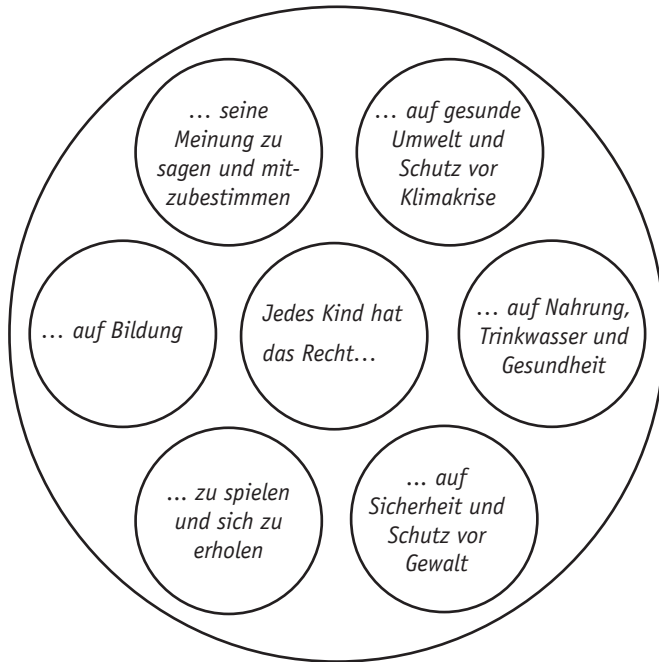 ... seine
Meinung zu
sagen und mit-
zubestimmen
... auf gesunde
Umwelt und
Schutz vor
Klimakrise
... auf Bildung
Jedes Kind hat
das Recht...
... auf Nahrung,
Trinkwasser und
Gesundheit
... zu spielen
und sich zu
erholen
... auf
Sicherheit und
Schutz vor
Gewalt